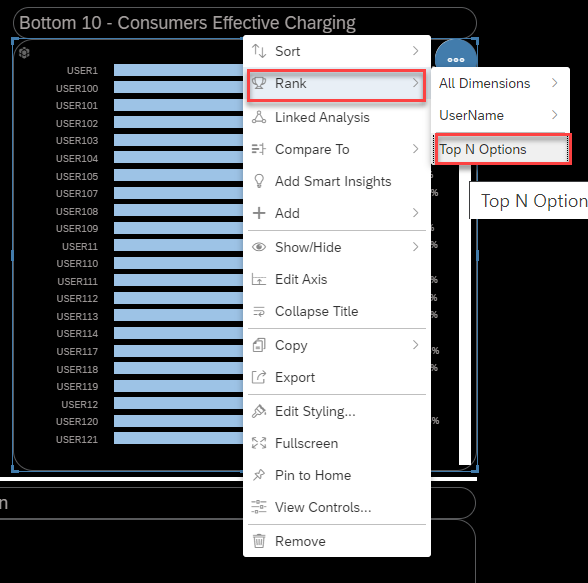 Bottom 10 - Consumers Effective Charging
USER1
USER100
USER101
USER102
USER103
USER104
USER105
USER107
USER108
USER109
USER11
USER110
USER111
USER112
USER113
USER114
USER117
USER118
USER119
USER12
USER120
USER121
Sort
Rank
Linked Analysis
Compare To
Add Smart Insights
Add
Show/Hide
Edit Axis
Collapse Title
Copy
Export
Edit Styling...
Fullscreen
Pin to Home
View Controls...
Remove
All Dimensions
UserName
Top N Options
Top N Option
%
%
%
%
%
%
%
%
%
%
n